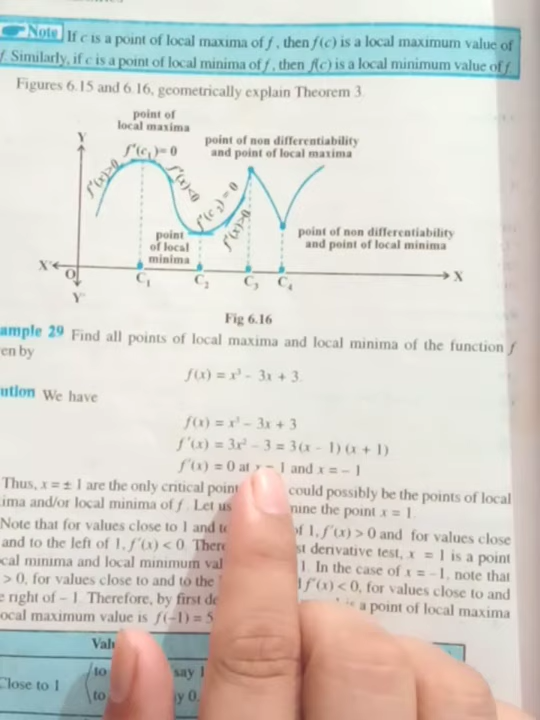 Note If c is a point of local maxima of f, then f(c) is a local maximum value of
f. Similarly, if c is a point of local minima of f, then f(c) is a local minimum value of f.
Figures 6.15 and 6.16, geometrically explain Theorem 3.
point of
local maxima
point of non differentiability
and point of local maxima
Y
f'(c₁)=0
f'(x)>0
f'(x)<0
f'(c₂)=0
f'(x)>0
point
of local
minima
point of non differentiability
and point of local minima
X' O C₁ C₂ C₃ C₄ X
Y'
Fig 6.16
ample 29 Find all points of local maxima and local minima of the function f
en by
f(x) = x³ – 3x + 3.
ution We have
f(x) = x³ – 3x + 3
f'(x) = 3x² – 3 = 3(x – 1) (x + 1)
f'(x) = 0 at x = 1 and x = – 1
Thus, x = ± 1 are the only critical point could possibly be the points of local
ima and/or local minima of f. Let us the point x = 1.
Note that for values close to 1 and to of 1, f'(x) > 0 and for values close
and to the left of 1, f'(x) < 0. derivative test, x = 1 is a point
cal minima and local minimum val 1. In the case of x = –1, note that
> 0, for values close to and to the f'(x) < 0, for values close to and
e right of – 1. Therefore, by first de a point of local maxima
ocal maximum value is f(–1) = 5
Close to 1
to say
to